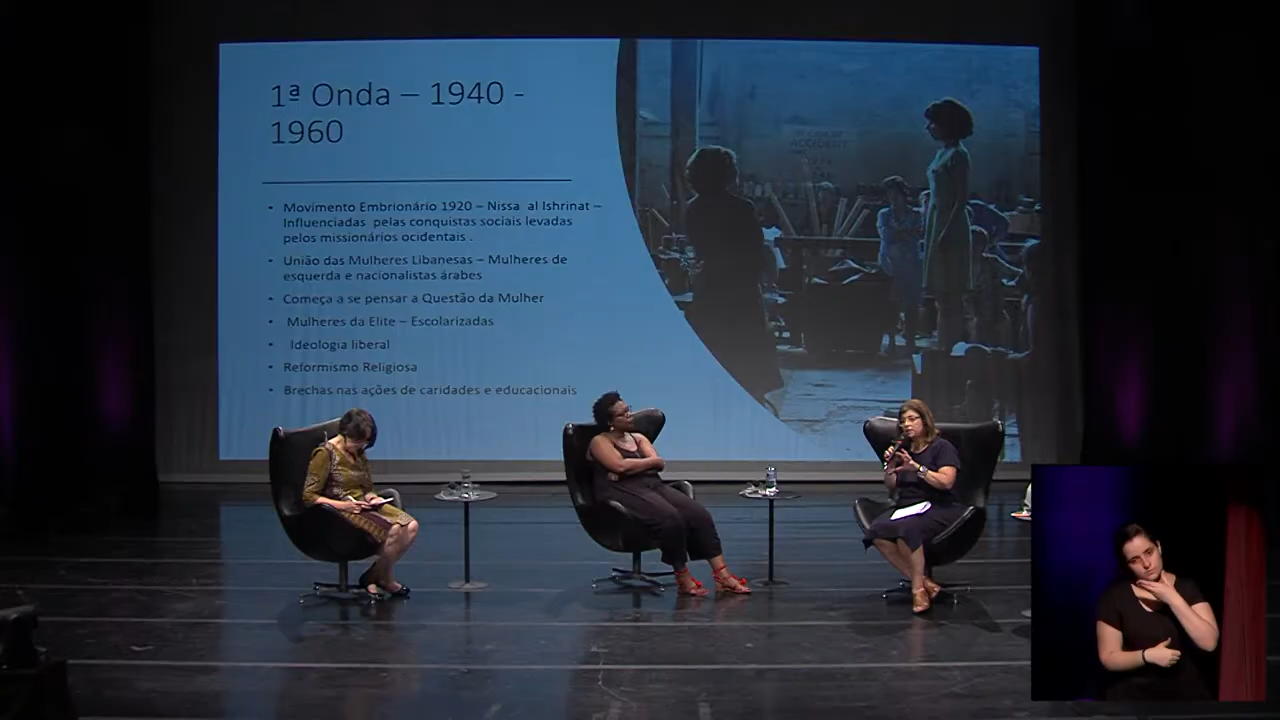 1ª Onda – 1940 -
1960
• Movimento Embrionário 1920 – Nissa al Ishrinat –
Influenciadas pelas conquistas sociais levadas
pelos missionários ocidentais .
• União das Mulheres Libanesas – Mulheres de
esquerda e nacionalistas árabes
• Começa a se pensar a Questão da Mulher
• Mulheres da Elite – Escolarizadas
• Ideologia liberal
• Reformismo Religiosa
• Brechas nas ações de caridades e educacionais
ACCIDENT